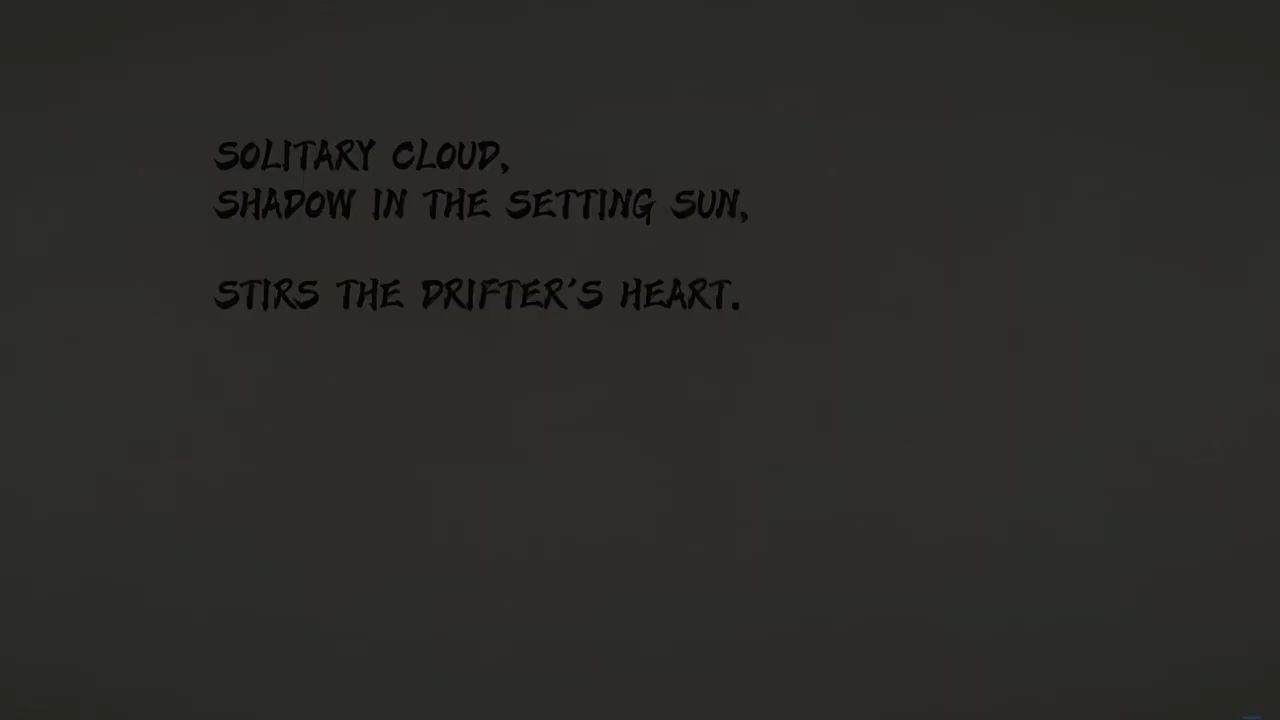 SOLITARY CLOUD,
SHADOW IN THE SETTING SUN,
STIRS THE DRIFTER'S HEART.